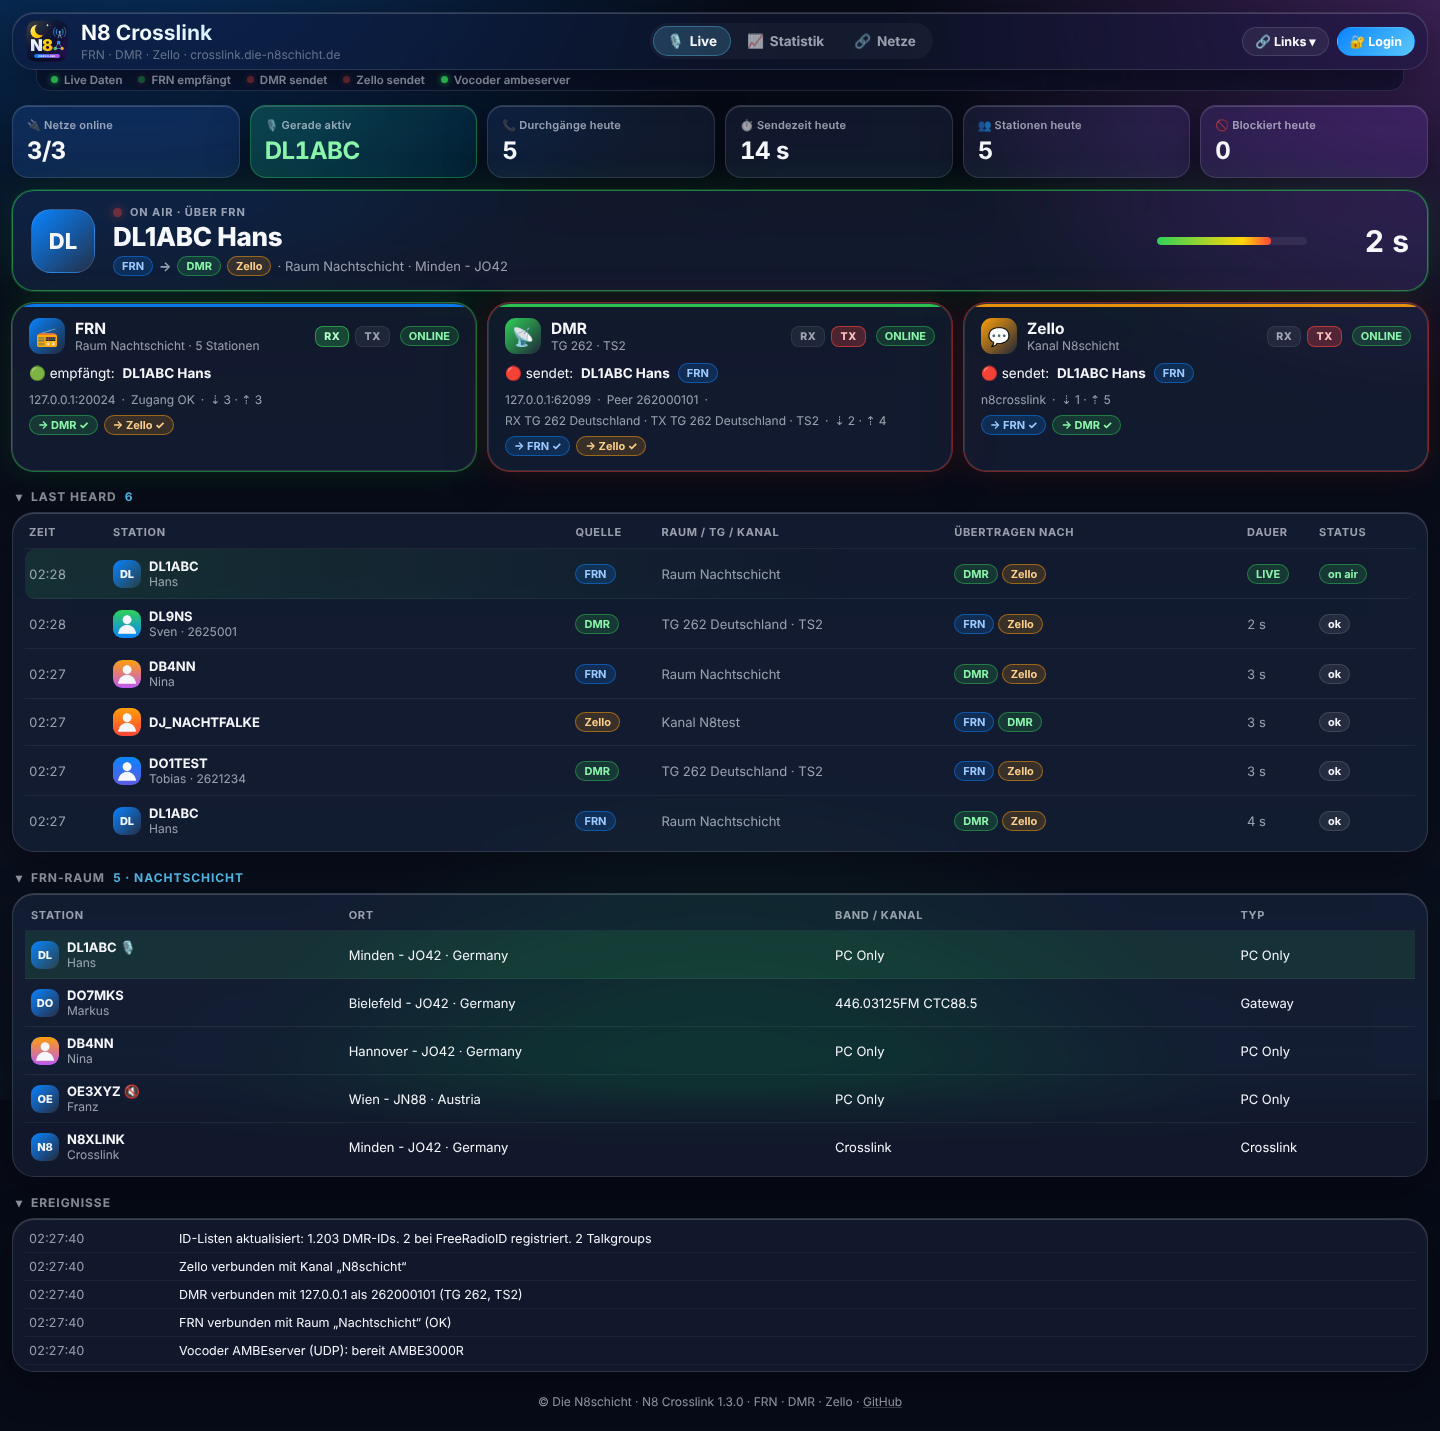 N8 Crosslink
FRN · DMR · Zello · crosslink.die-n8schicht.de
Live Statistik Netze
Links ▾ Login
Live Daten FRN empfängt DMR sendet Zello sendet Vocoder ambeserver
Netze online
3/3
Gerade aktiv
DL1ABC
Durchgänge heute
5
Sendezeit heute
14 s
Stationen heute
5
Blockiert heute
0
DL
ON AIR · ÜBER FRN
DL1ABC Hans
FRN → DMR Zello · Raum Nachtschicht · Minden - JO42
2 s
FRN
Raum Nachtschicht · 5 Stationen
RX TX ONLINE
empfängt: DL1ABC Hans
127.0.0.1:20024 · Zugang OK · ↓ 3 · ↑ 3
→ DMR ✓ → Zello ✓
DMR
TG 262 · TS2
RX TX ONLINE
sendet: DL1ABC Hans FRN
127.0.0.1:62099 · Peer 262000101 ·
RX TG 262 Deutschland · TX TG 262 Deutschland · TS2 · ↓ 2 · ↑ 4
→ FRN ✓ → Zello ✓
Zello
Kanal N8schicht
RX TX ONLINE
sendet: DL1ABC Hans FRN
n8crosslink · ↓ 1 · ↑ 5
→ FRN ✓ → DMR ✓
▾ LAST HEARD 6
ZEIT STATION QUELLE RAUM / TG / KANAL ÜBERTRAGEN NACH DAUER STATUS
02:28 DL DL1ABC Hans FRN Raum Nachtschicht DMR Zello LIVE on air
02:28 DL9NS Sven · 2625001 DMR TG 262 Deutschland · TS2 FRN Zello 2 s ok
02:27 DB4NN Nina FRN Raum Nachtschicht DMR Zello 3 s ok
02:27 DJ_NACHTFALKE Zello Kanal N8test FRN DMR 3 s ok
02:27 DO1TEST Tobias · 2621234 DMR TG 262 Deutschland · TS2 FRN Zello 3 s ok
02:27 DL DL1ABC Hans FRN Raum Nachtschicht DMR Zello 4 s ok
▾ FRN-RAUM 5 · NACHTSCHICHT
STATION ORT BAND / KANAL TYP
DL DL1ABC Hans Minden - JO42 · Germany PC Only PC Only
DO DO7MKS Markus Bielefeld - JO42 · Germany 446.03125FM CTC88.5 Gateway
DB4NN Nina Hannover - JO42 · Germany PC Only PC Only
OE OE3XYZ Franz Wien - JN88 · Austria PC Only PC Only
N8 N8XLINK Crosslink Minden - JO42 · Germany Crosslink Crosslink
▾ EREIGNISSE
02:27:40 ID-Listen aktualisiert: 1.203 DMR-IDs. 2 bei FreeRadioID registriert. 2 Talkgroups
02:27:40 Zello verbunden mit Kanal „N8schicht“
02:27:40 DMR verbunden mit 127.0.0.1 als 262000101 (TG 262, TS2)
02:27:40 FRN verbunden mit Raum „Nachtschicht“ (OK)
02:27:40 Vocoder AMBEserver (UDP): bereit AMBE3000R
© Die N8schicht · N8 Crosslink 1.3.0 · FRN · DMR · Zello · GitHub